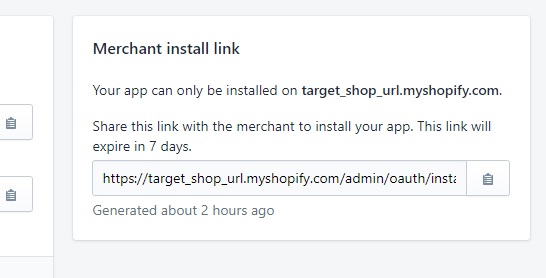 Merchant install link
Your app can only be installed on target_shop_url.myshopify.com.
Share this link with the merchant to install your app. This link will
expire in 7 days.
https://target_shop_url.myshopify.com/admin/oauth/insta
Generated about 2 hours ago